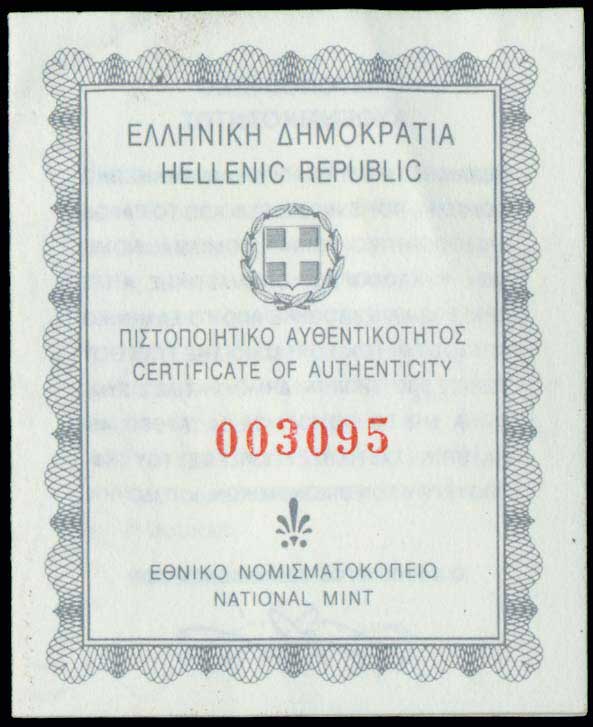 ΕΛΛΗΝΙΚΗ ΔΗΜΟΚΡΑΤΙΑ
HELLENIC REPUBLIC
ΠΙΣΤΟΠΟΙΗΤΙΚΟ ΑΥΘΕΝΤΙΚΟΤΗΤΟΣ
CERTIFICATE OF AUTHENTICITY
003095
ΕΘΝΙΚΟ ΝΟΜΙΣΜΑΤΟΚΟΠΕΙΟ
NATIONAL MINT